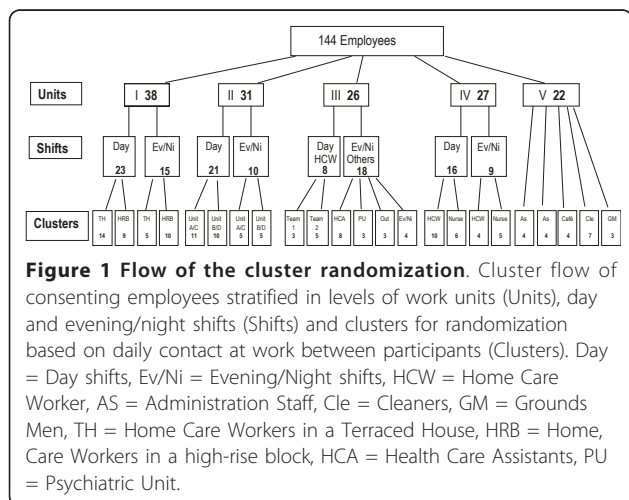 144 Employees
Units I 38 II 31 III 26 IV 27 V 22
Shifts Day 23 Ev/Ni 15 Day 21 Ev/Ni 10 Day HCW 8 Ev/Ni Others 18 Day 16 Ev/Ni 9
Clusters TH 14 HRB 9 TH 5 HRB 10 Unit A/C 11 Unit B/D 10 Unit A/C 5 Unit B/D 5 Team 1 3 Team 2 5 HCA 8 PU 3 Out 3 Ev/Ni 4 HCW 10 Nurse 6 HCW 4 Nurse 5 As 4 As 4 Café 4 Cle 7 GM 3
Figure 1 Flow of the cluster randomization. Cluster flow of
consenting employees stratified in levels of work units (Units), day
and evening/night shifts (Shifts) and clusters for randomization
based on daily contact at work between participants (Clusters). Day
= Day shifts, Ev/Ni = Evening/Night shifts, HCW = Home Care
Worker, AS = Administration Staff, Cle = Cleaners, GM = Grounds
Men, TH = Home Care Workers in a Terraced House, HRB = Home,
Care Workers in a high-rise block, HCA = Health Care Assistants, PU
= Psychiatric Unit.